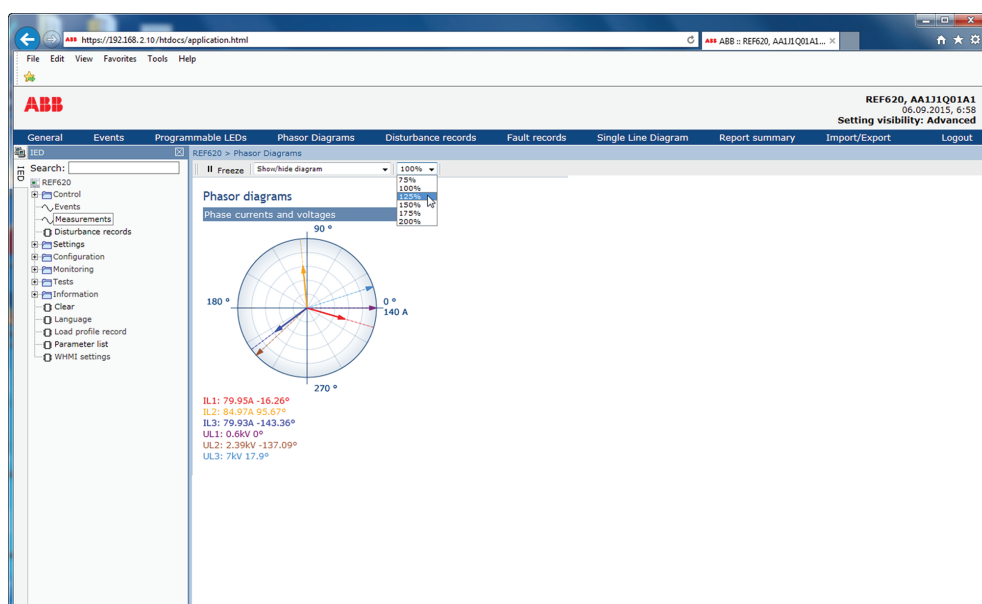 https://192.168.2.10/htdocs/application.html
ABB :: REF620, AA1J1Q01A1...
File Edit View Favorites Tools Help
ABB
REF620, AA1J1Q01A1
06.09.2015, 6:58
Setting visibility: Advanced
General Events Programmable LEDs Phasor Diagrams Disturbance records Fault records Single Line Diagram Report summary Import/Export Logout
IED
REF620 > Phasor Diagrams
IED
Search:
Freeze Show/hide diagram 100%
75%
100%
125%
150%
175%
200%
REF620
Control
Events
Measurements
Disturbance records
Settings
Configuration
Monitoring
Tests
Information
Clear
Language
Load profile record
Parameter list
WHMI settings
Phasor diagrams
Phase currents and voltages
90 °
180 °
0 °
140 A
270 °
IL1: 79.95A -16.26°
IL2: 84.97A 95.67°
IL3: 79.93A -143.36°
UL1: 0.6kV 0°
UL2: 2.39kV -137.09°
UL3: 7kV 17.9°